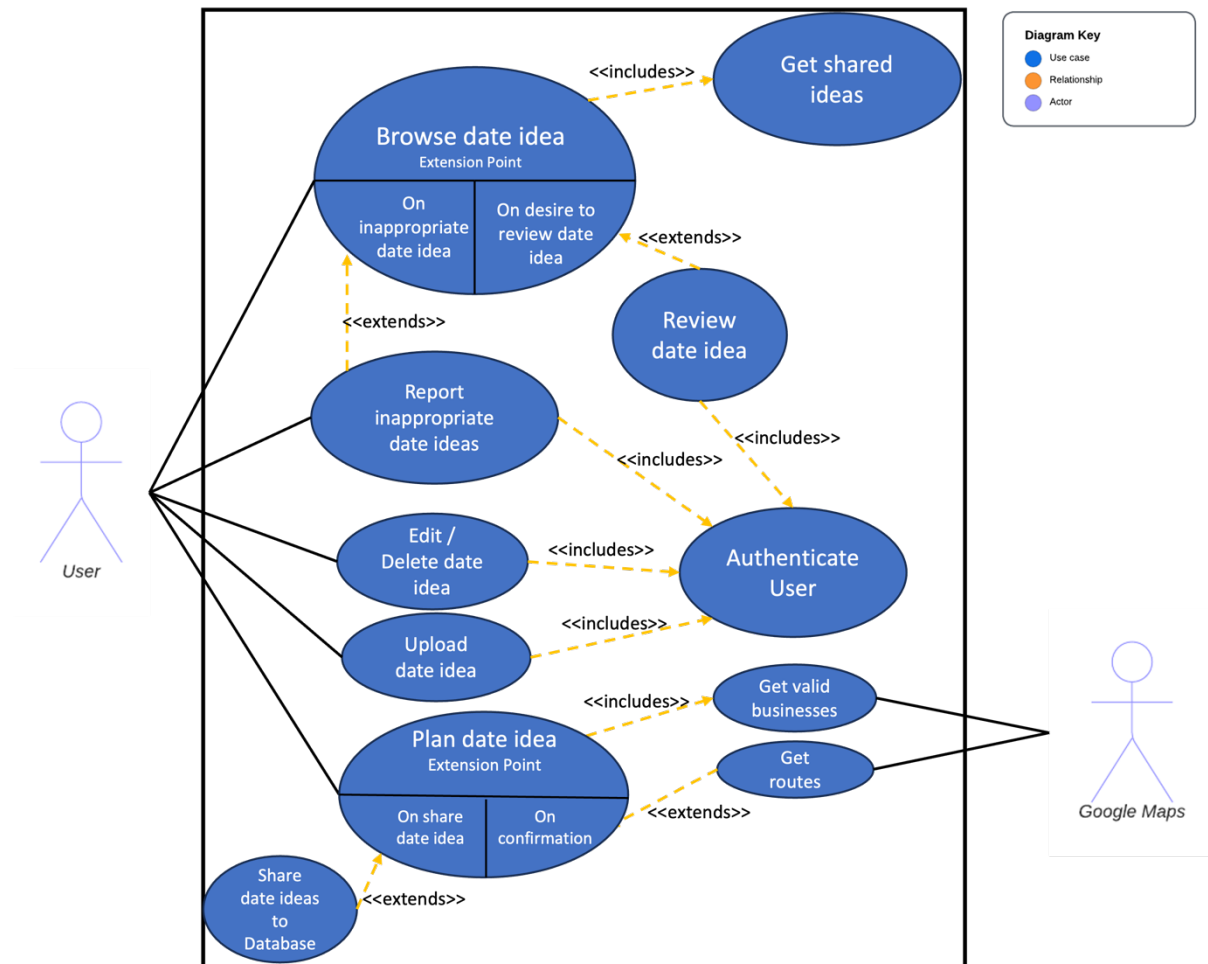 Diagram Key
Use case
Relationship
Actor
<<includes>>
Get shared
ideas
Browse date idea
Extension Point
On
inappropriate
date idea
On desire to
review date
idea
<<extends>>
<<extends>>
Review
date idea
Report
inappropriate
date ideas
<<includes>>
<<includes>>
User
Edit /
Delete date
idea
<<includes>>
Authenticate
User
Upload
date idea
<<includes>>
<<includes>>
Get valid
businesses
Plan date idea
Extension Point
Get
routes
On share
date idea
On
confirmation
<<extends>>
Google Maps
Share
date ideas
to
Database
<<extends>>